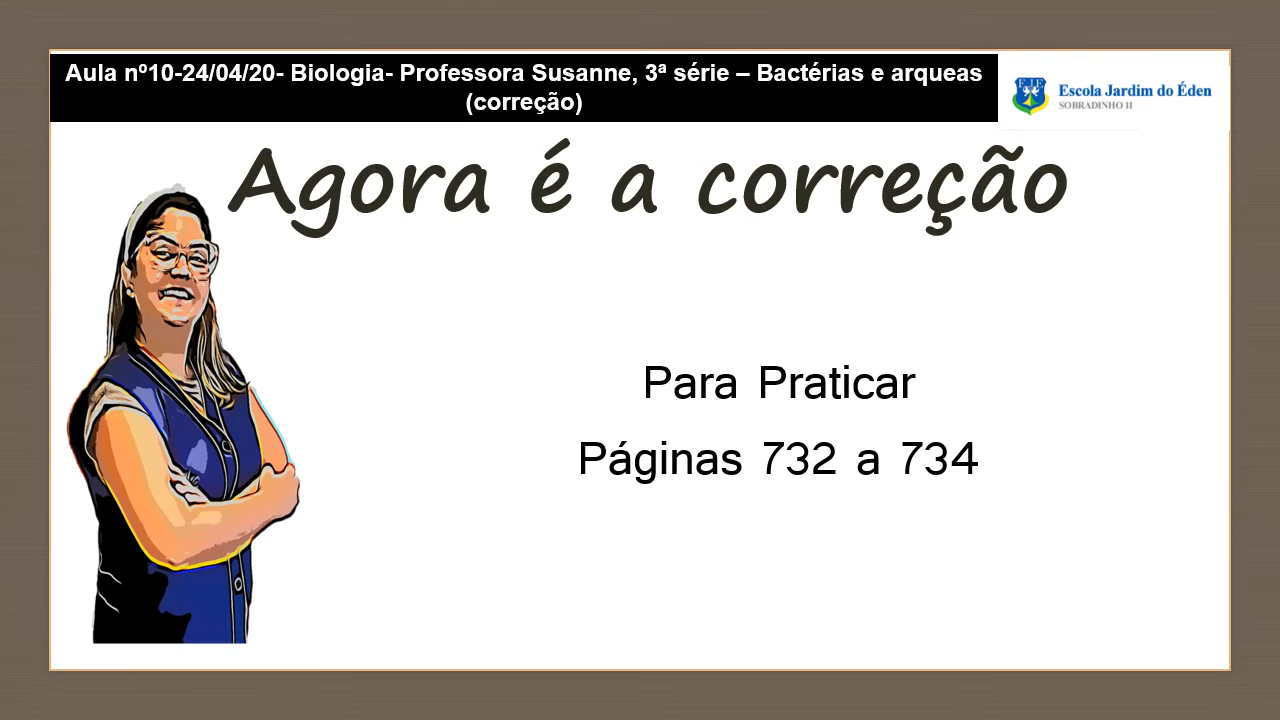 Aula nº10-24/04/20- Biologia- Professora Susanne, 3ª série – Bactérias e arqueas
(correção)
EJE
Escola Jardim do Éden
SOBRADINHO II
Agora é a correção
Para Praticar
Páginas 732 a 734